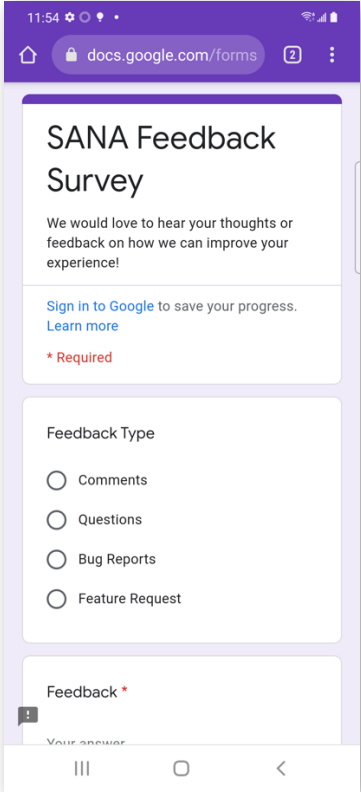 11:54
docs.google.com/forms
2
SANA Feedback
Survey
We would love to hear your thoughts or
feedback on how we can improve your
experience!
Sign in to Google to save your progress.
Learn more
* Required
Feedback Type
Comments
Questions
Bug Reports
Feature Request
Feedback *
Your answer